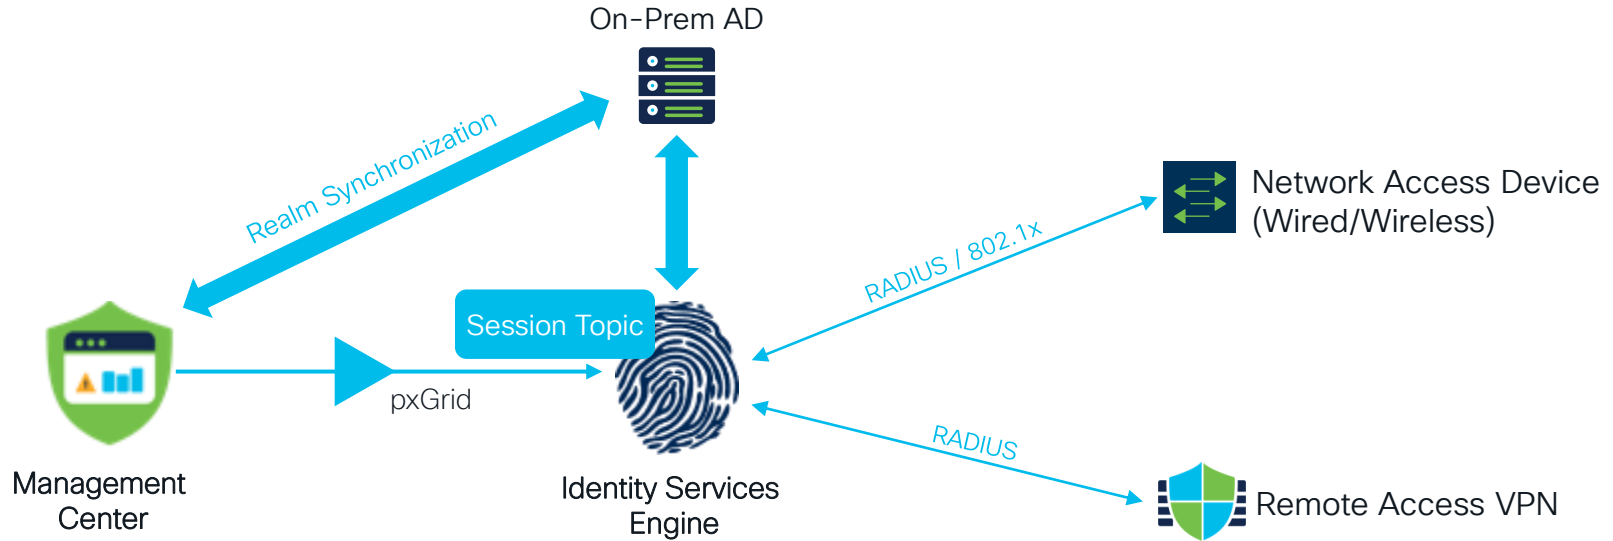 On-Prem AD
Realm Synchronization
Network Access Device
(Wired/Wireless)
RADIUS / 802.1x
Session Topic
pxGrid
RADIUS
Management
Center
Identity Services
Engine
Remote Access VPN